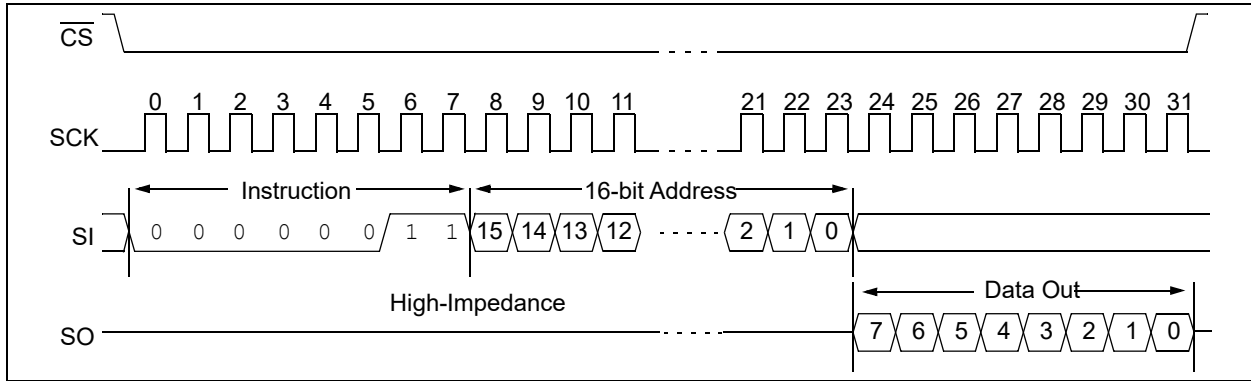 CS
0 1 2 3 4 5 6 7 8 9 10 11 21 22 23 24 25 26 27 28 29 30 31
SCK
Instruction 16-bit Address
SI 0 0 0 0 0 0 1 1 15 14 13 12 2 1 0
High-Impedance Data Out
SO 7 6 5 4 3 2 1 0